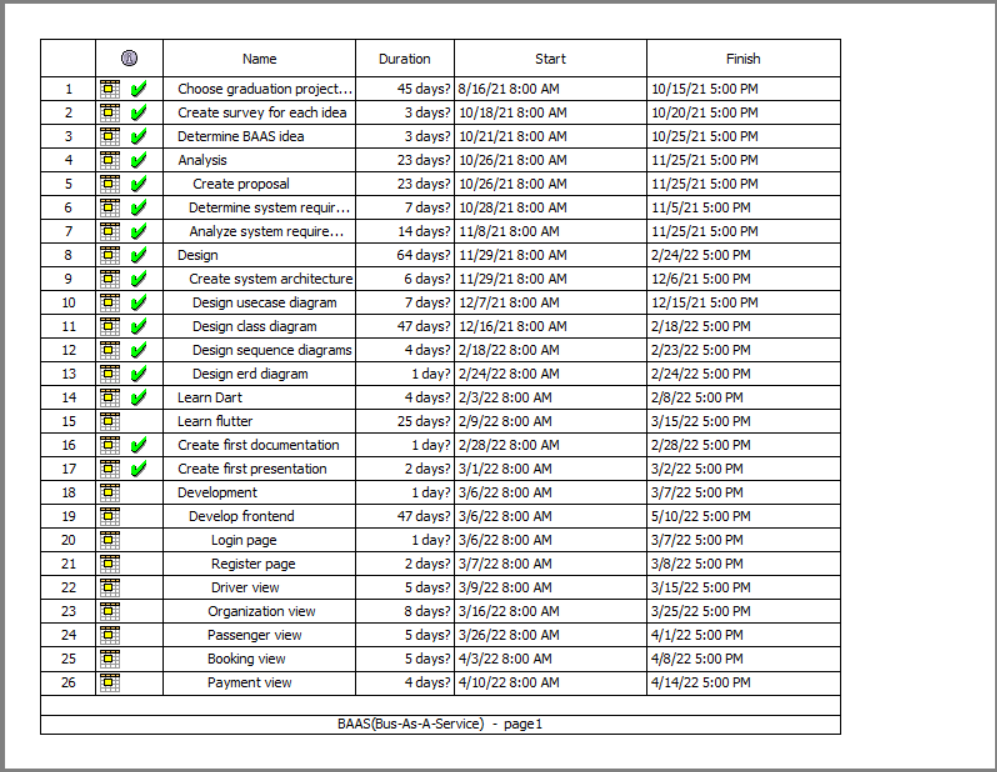 Name Duration Start Finish
1 Choose graduation project... 45 days? 8/16/21 8:00 AM 10/15/21 5:00 PM
2 Create survey for each idea 3 days? 10/18/21 8:00 AM 10/20/21 5:00 PM
3 Determine BAAS idea 3 days? 10/21/21 8:00 AM 10/25/21 5:00 PM
4 Analysis 23 days? 10/26/21 8:00 AM 11/25/21 5:00 PM
5 Create proposal 23 days? 10/26/21 8:00 AM 11/25/21 5:00 PM
6 Determine system requir... 7 days? 10/28/21 8:00 AM 11/5/21 5:00 PM
7 Analyze system require... 14 days? 11/8/21 8:00 AM 11/25/21 5:00 PM
8 Design 64 days? 11/29/21 8:00 AM 2/24/22 5:00 PM
9 Create system architecture 6 days? 11/29/21 8:00 AM 12/6/21 5:00 PM
10 Design usecase diagram 7 days? 12/7/21 8:00 AM 12/15/21 5:00 PM
11 Design class diagram 47 days? 12/16/21 8:00 AM 2/18/22 5:00 PM
12 Design sequence diagrams 4 days? 2/18/22 8:00 AM 2/23/22 5:00 PM
13 Design erd diagram 1 day? 2/24/22 8:00 AM 2/24/22 5:00 PM
14 Learn Dart 4 days? 2/3/22 8:00 AM 2/8/22 5:00 PM
15 Learn flutter 25 days? 2/9/22 8:00 AM 3/15/22 5:00 PM
16 Create first documentation 1 day? 2/28/22 8:00 AM 2/28/22 5:00 PM
17 Create first presentation 2 days? 3/1/22 8:00 AM 3/2/22 5:00 PM
18 Development 1 day? 3/6/22 8:00 AM 3/7/22 5:00 PM
19 Develop frontend 47 days? 3/6/22 8:00 AM 5/10/22 5:00 PM
20 Login page 1 day? 3/6/22 8:00 AM 3/7/22 5:00 PM
21 Register page 2 days? 3/7/22 8:00 AM 3/8/22 5:00 PM
22 Driver view 5 days? 3/9/22 8:00 AM 3/15/22 5:00 PM
23 Organization view 8 days? 3/16/22 8:00 AM 3/25/22 5:00 PM
24 Passenger view 5 days? 3/26/22 8:00 AM 4/1/22 5:00 PM
25 Booking view 5 days? 4/3/22 8:00 AM 4/8/22 5:00 PM
26 Payment view 4 days? 4/10/22 8:00 AM 4/14/22 5:00 PM
BAAS(Bus-As-A-Service) - page1